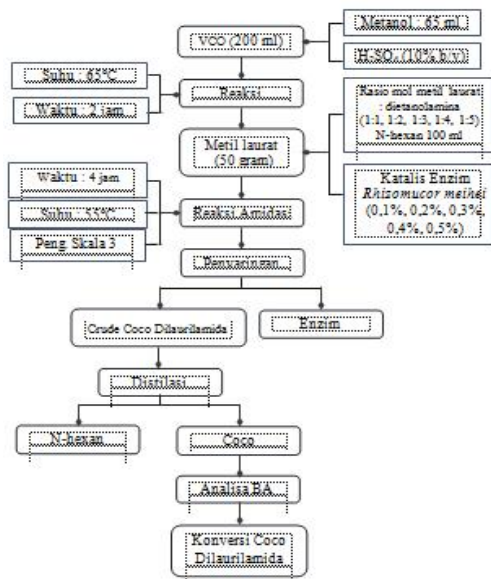 VCO (200 ml)
Metanol : 65 ml
H₂SO₄ (10% b/v)
Suhu : 65°C
Waktu : 2 jam
Reaksi
Rasio mol metil laurat
: dietanolamina
(1:1, 1:2, 1:3, 1:4, 1:5)
N-hexan 100 ml
Metil laurat
(50 gram)
Katalis Enzim
Rhizomucor meihei
(0,1%, 0,2%, 0,3%,
0,4%, 0,5%)
Waktu : 4 jam
Suhu : 55°C
Peng. Skala 3
Reaksi Amidasi
Penyaringan
Crude Coco Dilaurilamida
Enzim
Distilasi
N-hexan
Coco
Analisa BA
Konversi Coco
Dilaurilamida